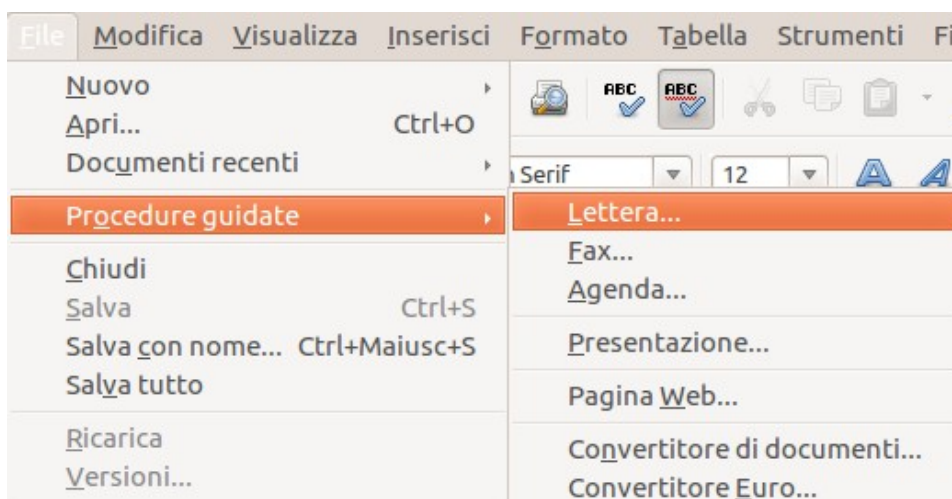 File Modifica Visualizza Inserisci Formato Tabella Strumenti
Nuovo
Apri... Ctrl+O
Documenti recenti
Procedure guidate
Chiudi
Salva Ctrl+S
Salva con nome... Ctrl+Maiusc+S
Salva tutto
Ricarica
Versioni...
ABC ABC
Serif 12
Lettera...
Fax...
Agenda...
Presentazione...
Pagina Web...
Convertitore di documenti...
Convertitore Euro...